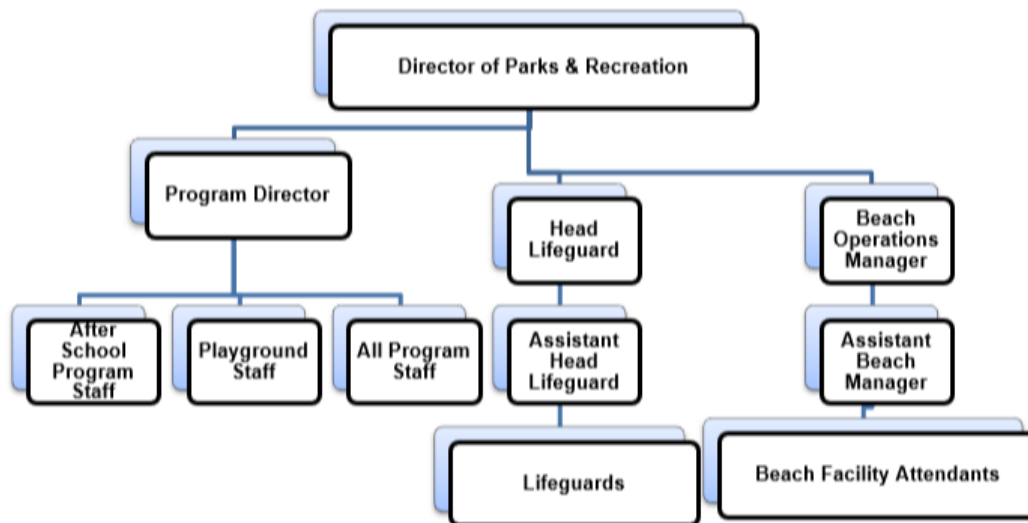 Director of Parks & Recreation
Program Director
Head
Lifeguard
Beach
Operations
Manager
After
School
Program
Staff
Playground
Staff
All Program
Staff
Assistant
Head
Lifeguard
Assistant
Beach
Manager
Lifeguards
Beach Facility Attendants